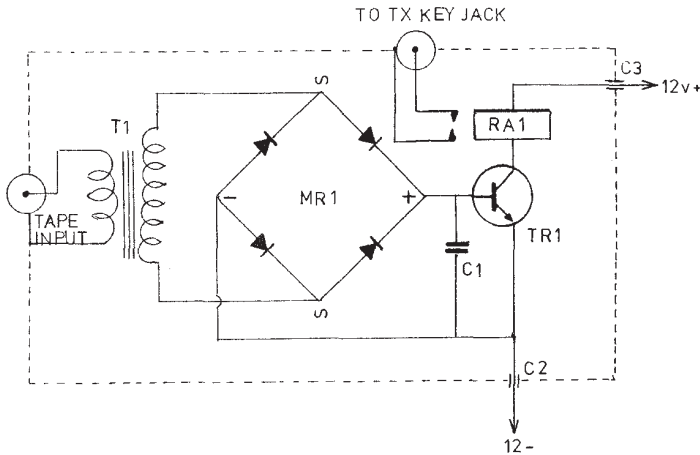 TO TX KEY JACK
C3
12v+
S
T1
RA1
MR1
−
+
TAPE
INPUT
C1
TR1
S
C2
12-